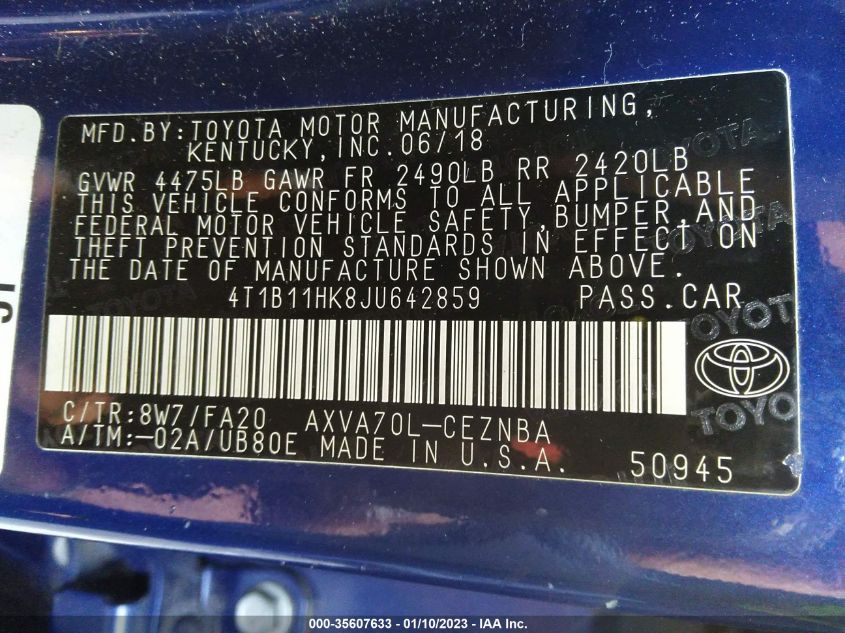 MFD.BY:TOYOTA MOTOR MANUFACTURING,
KENTUCKY,INC.06/18
GVWR 4475LB GAWR FR 2490LB RR 2420LB
THIS VEHICLE CONFORMS TO ALL APPLICABLE
FEDERAL MOTOR VEHICLE SAFETY,BUMPER,AND
THEFT PREVENTION STANDARDS IN EFFECT ON
THE DATE OF MANUFACTURE SHOWN ABOVE.
4T1B11HK8JU642859 PASS.CAR
C/TR:8W7/FA20 AXVA70L-CEZNBA
A/TM:-02A/UB80E MADE IN U.S.A. 50945
TOYOTA
TOYO
000-35607633 - 01/10/2023 - IAA Inc.